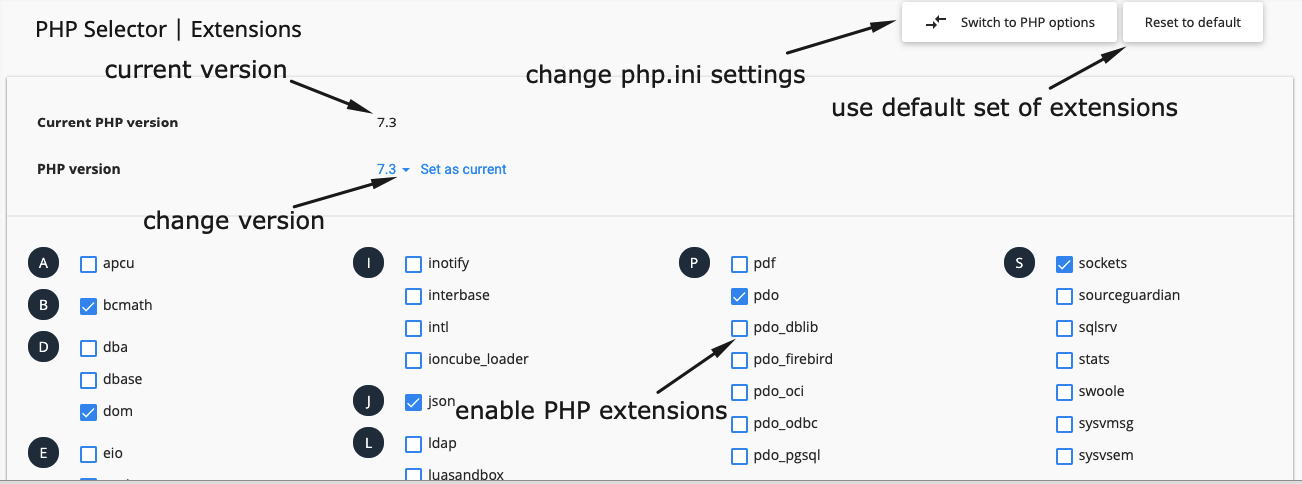 PHP Selector | Extensions
Switch to PHP options
Reset to default
current version
change php.ini settings
use default set of extensions
Current PHP version 7.3
PHP version 7.3 Set as current
change version
A apcu
B bcmath
D dba
dbase
dom
E eio
I inotify
interbase
intl
ioncube_loader
J json
L ldap
luasandbox
enable PHP extensions
P pdf
pdo
pdo_dblib
pdo_firebird
pdo_oci
pdo_odbc
pdo_pgsql
S sockets
sourceguardian
sqlsrv
stats
swoole
sysvmsg
sysvsem